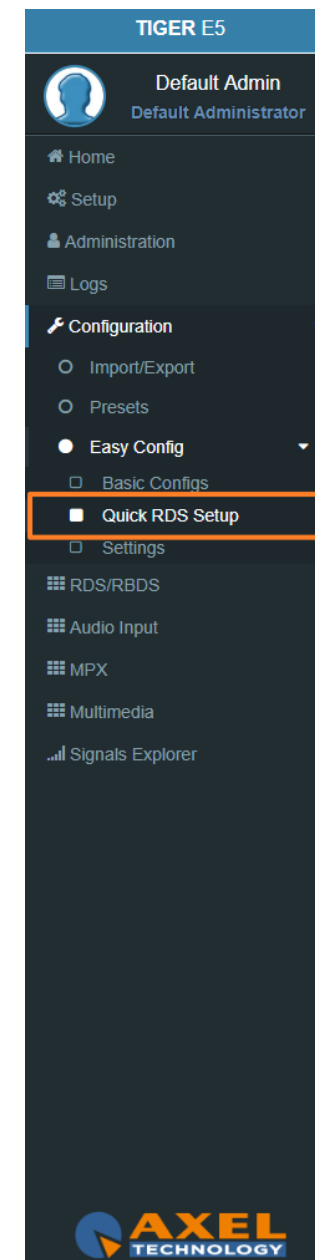 TIGER E5
Default Admin
Default Administrator
Home
Setup
Administration
Logs
Configuration
Import/Export
Presets
Easy Config
Basic Configs
Quick RDS Setup
Settings
RDS/RBDS
Audio Input
MPX
Multimedia
Signals Explorer
AXEL
TECHNOLOGY